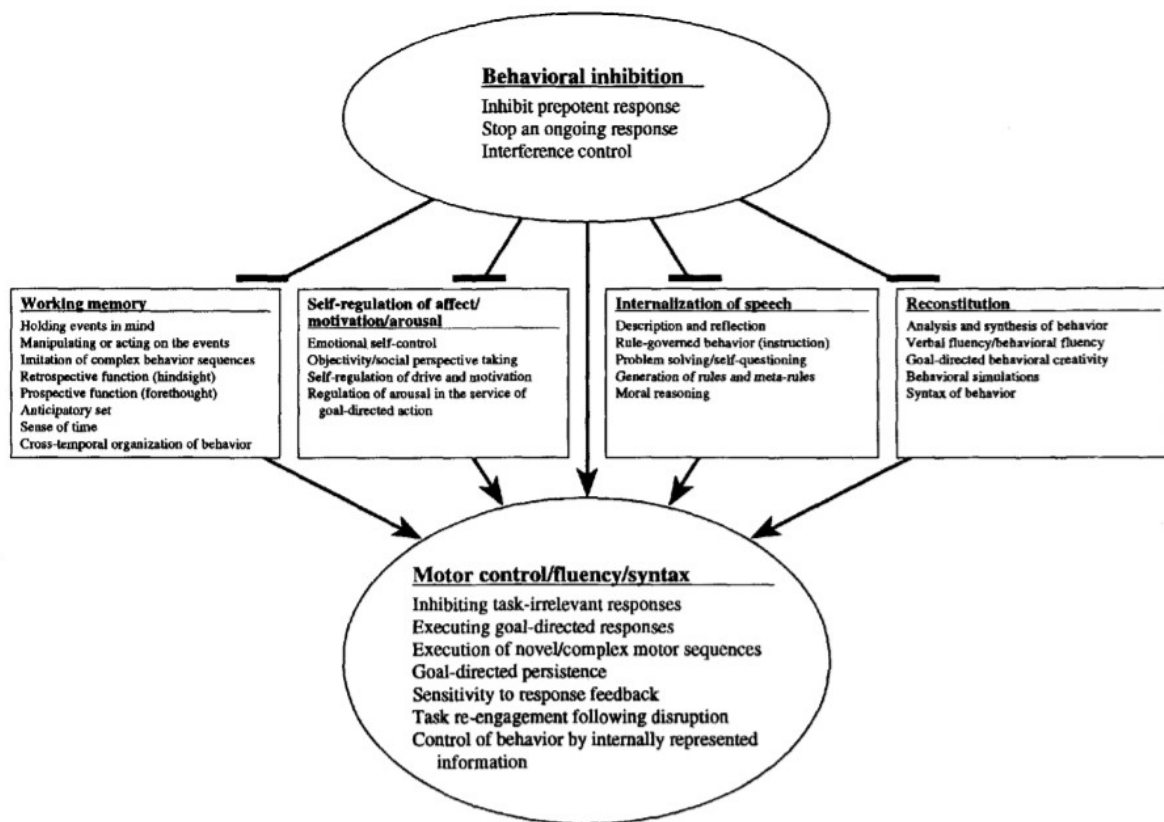 Behavioral inhibition
Inhibit prepotent response
Stop an ongoing response
Interference control
Working memory
Holding events in mind
Manipulating or acting on the events
Imitation of complex behavior sequences
Retrospective function (hindsight)
Prospective function (forethought)
Anticipatory set
Sense of time
Cross-temporal organization of behavior
Self-regulation of affect/
motivation/arousal
Emotional self-control
Objectivity/social perspective taking
Self-regulation of drive and motivation
Regulation of arousal in the service of
goal-directed action
Internalization of speech
Description and reflection
Rule-governed behavior (instruction)
Problem solving/self-questioning
Generation of rules and meta-rules
Moral reasoning
Reconstitution
Analysis and synthesis of behavior
Verbal fluency/behavioral fluency
Goal-directed behavioral creativity
Behavioral simulations
Syntax of behavior
Motor control/fluency/syntax
Inhibiting task-irrelevant responses
Executing goal-directed responses
Execution of novel/complex motor sequences
Goal-directed persistence
Sensitivity to response feedback
Task re-engagement following disruption
Control of behavior by internally represented
information